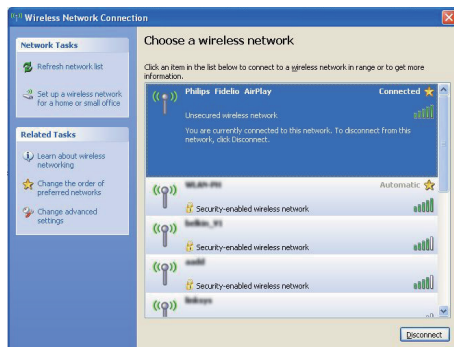 Wireless Network Connection
Network Tasks
Refresh network list
Set up a wireless network
for a home or small office
Related Tasks
Learn about wireless
networking
Change the order of
preferred networks
Change advanced
settings
Choose a wireless network
Click an item in the list below to connect to a wireless network in range or to get more
information.
Philips Fidelio AirPlay
Connected
Unsecured wireless network
You are currently connected to this network. To disconnect from this
network, click Disconnect.
Automatic
Security-enabled wireless network
Security-enabled wireless network
Security-enabled wireless network
Disconnect